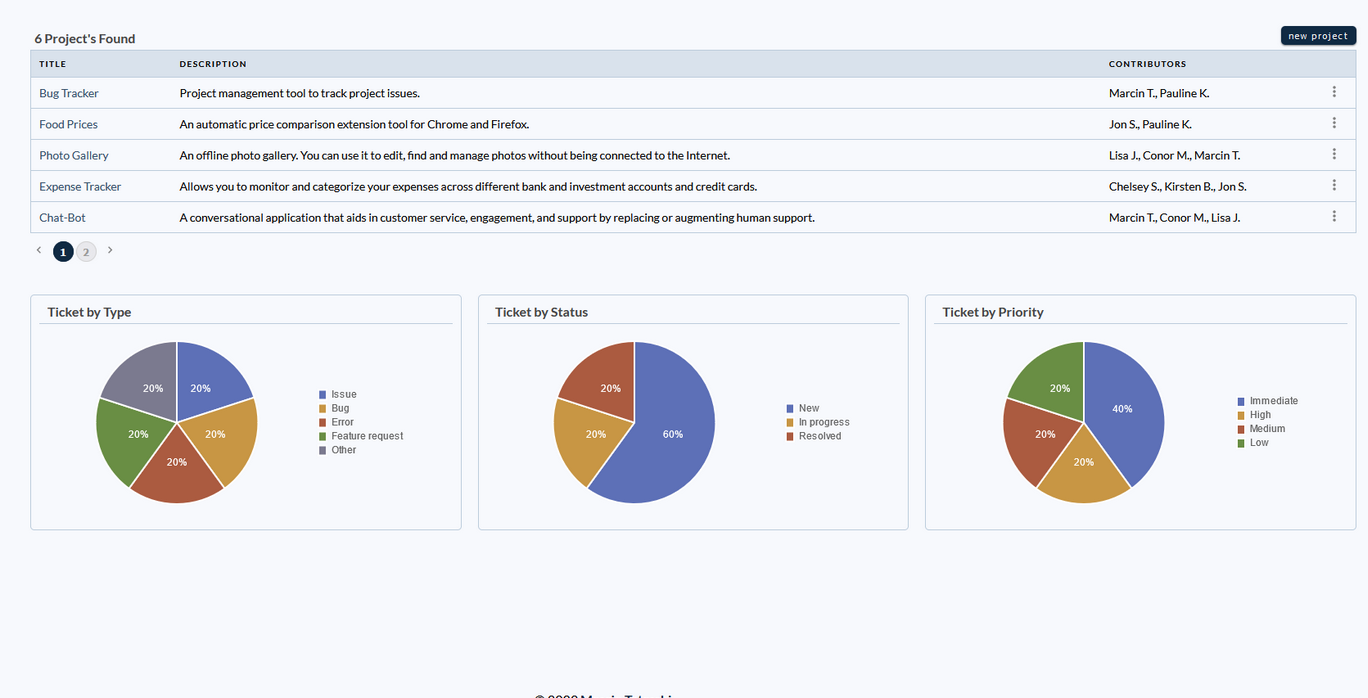 6 Project's Found
new project
TITLE DESCRIPTION CONTRIBUTORS
Bug Tracker Project management tool to track project issues. Marcin T., Pauline K.
Food Prices An automatic price comparison extension tool for Chrome and Firefox. Jon S., Pauline K.
Photo Gallery An offline photo gallery. You can use it to edit, find and manage photos without being connected to the Internet. Lisa J., Conor M., Marcin T.
Expense Tracker Allows you to monitor and categorize your expenses across different bank and investment accounts and credit cards. Chelsey S., Kirsten B., Jon S.
Chat-Bot A conversational application that aids in customer service, engagement, and support by replacing or augmenting human support. Marcin T., Conor M., Lisa J.
1 2
Ticket by Type
20%
20%
20%
20%
20%
Issue
Bug
Error
Feature request
Other
Ticket by Status
20%
20%
60%
New
In progress
Resolved
Ticket by Priority
20%
40%
20%
20%
Immediate
High
Medium
Low